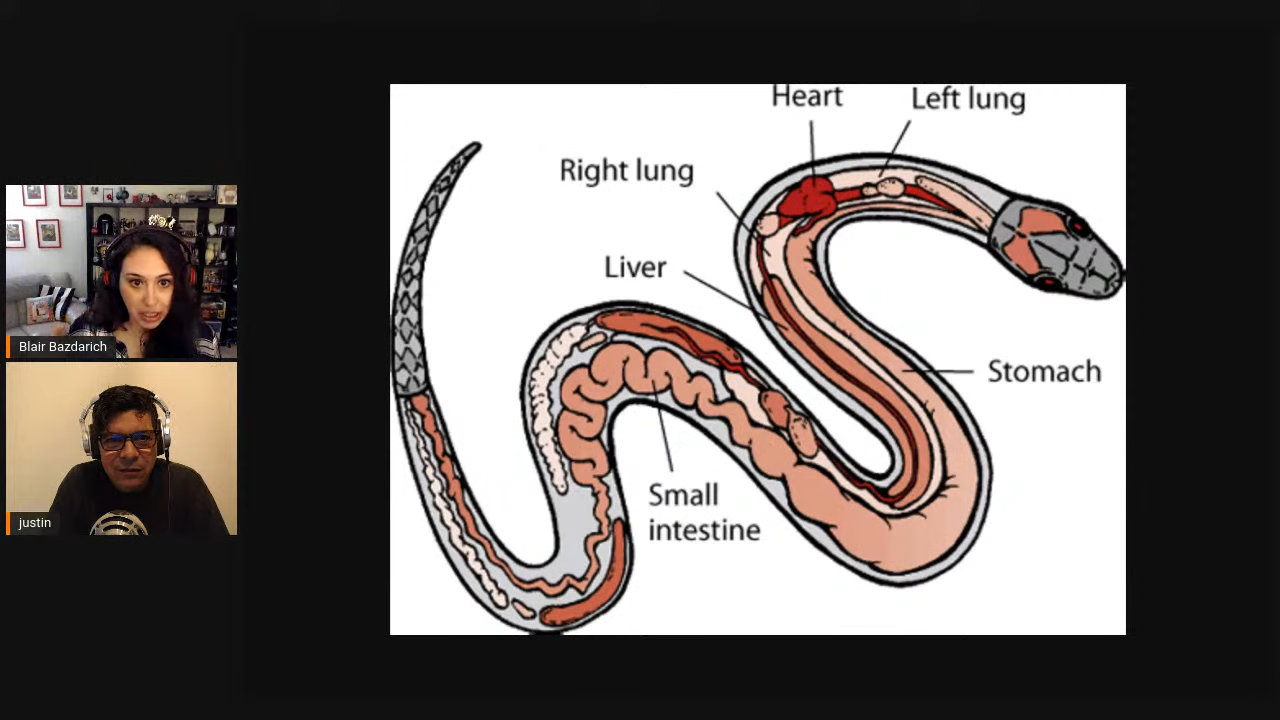 Heart
Left lung
Right lung
Liver
Stomach
Small
intestine
Blair Bazdarich
justin